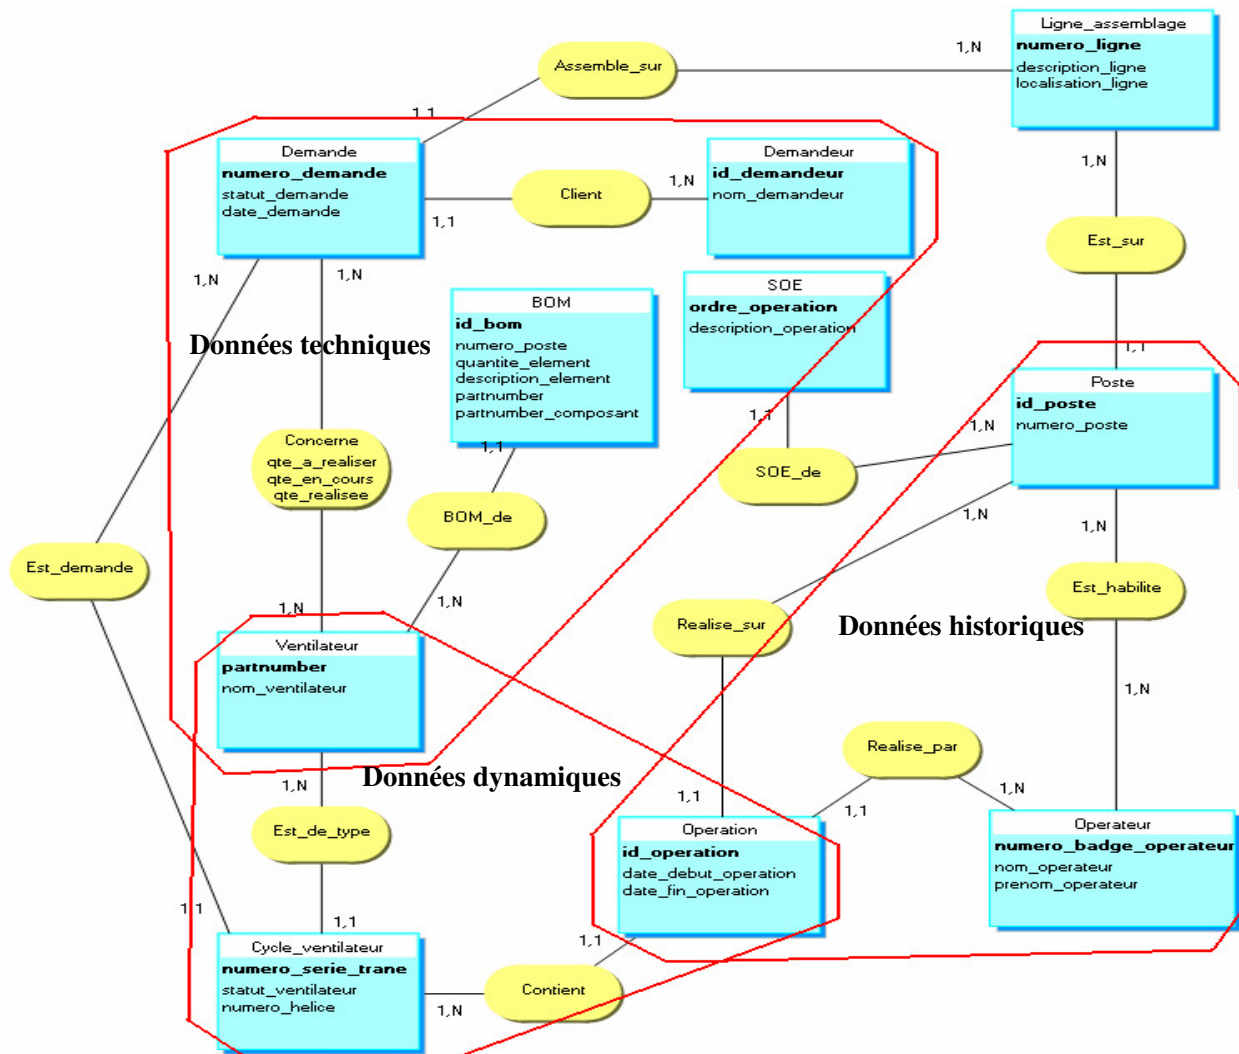 Ligne_assemblage
numero_ligne
description_ligne
localisation_ligne
1,N
Assemble_sur
1,1
1,N
Demande
numero_demande
statut_demande
date_demande
Client
1,N
1,1
Demandeur
id_demandeur
nom_demandeur
Est_sur
1,N
1,N
BOM
id_bom
numero_poste
quantite_element
description_element
partnumber
partnumber_composant
SOE
ordre_operation
description_operation
Données techniques
1,1
Poste
id_poste
numero_poste
1,1
1,N
Concerne
qte_a_realiser
qte_en_cours
qte_realisee
1,1
SOE_de
BOM_de
1,N
1,N
Est_demande
Est_habilite
1,N
1,N
Realise_sur
Données historiques
Ventilateur
partnumber
nom_ventilateur
1,N
Données dynamiques
1,N
Realise_par
1,N
1,1
1,1
Est_de_type
Operation
id_operation
date_debut_operation
date_fin_operation
Operateur
numero_badge_operateur
nom_operateur
prenom_operateur
1,1
1,1
1,1
Cycle_ventilateur
numero_serie_trane
statut_ventilateur
numero_helice
Contient
1,N